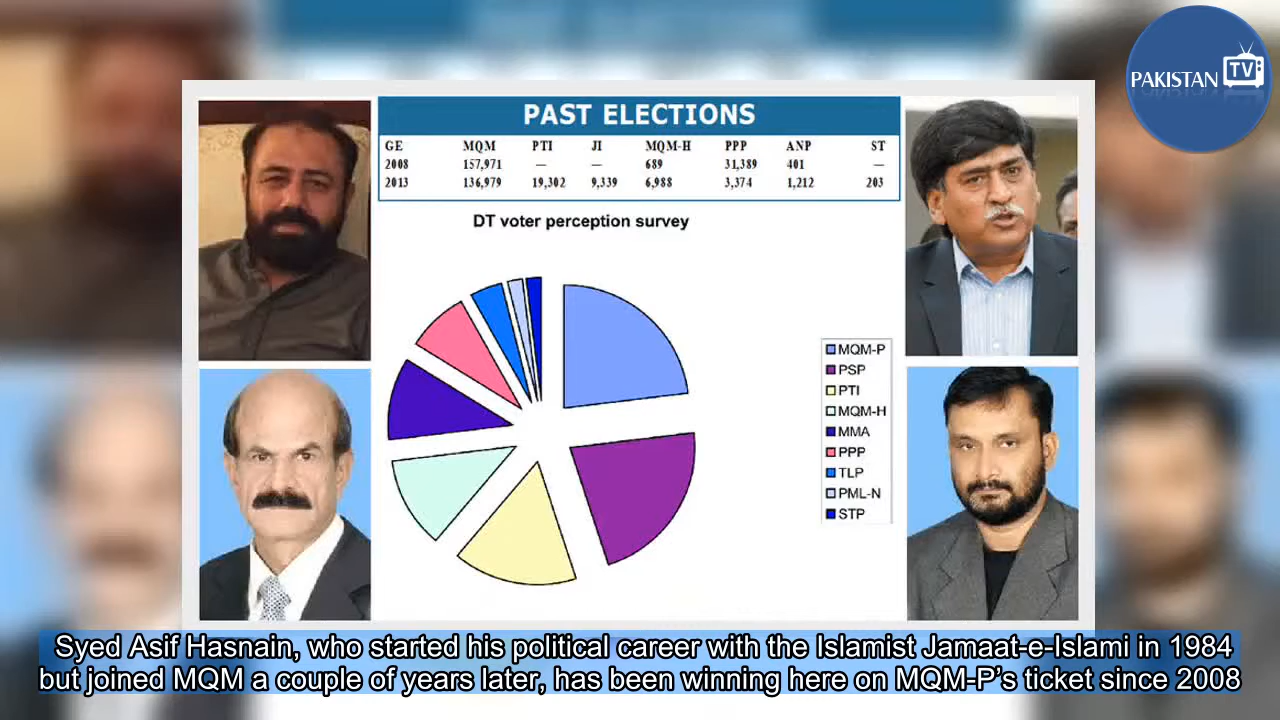 PAKISTAN TV
PAST ELECTIONS
GE MQM PTI JI MQM-H PPP ANP ST
2008 157,971 — — 689 31,389 401 —
2013 136,979 19,302 9,339 6,988 3,374 1,212 203
DT voter perception survey
MQM-P
PSP
PTI
MQM-H
MMA
PPP
TLP
PML-N
STP
Syed Asif Hasnain, who started his political career with the Islamist Jamaat-e-Islami in 1984
but joined MQM a couple of years later, has been winning here on MQM-P’s ticket since 2008